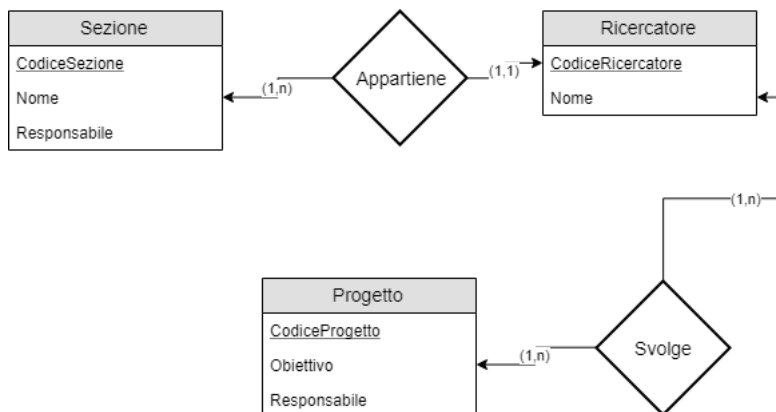 Sezione
CodiceSezione
Nome
Responsabile
(1,n)
Appartiene
(1,1)
Ricercatore
CodiceRicercatore
Nome
(1,n)
Progetto
CodiceProgetto
Obiettivo
Responsabile
(1,n)
Svolge